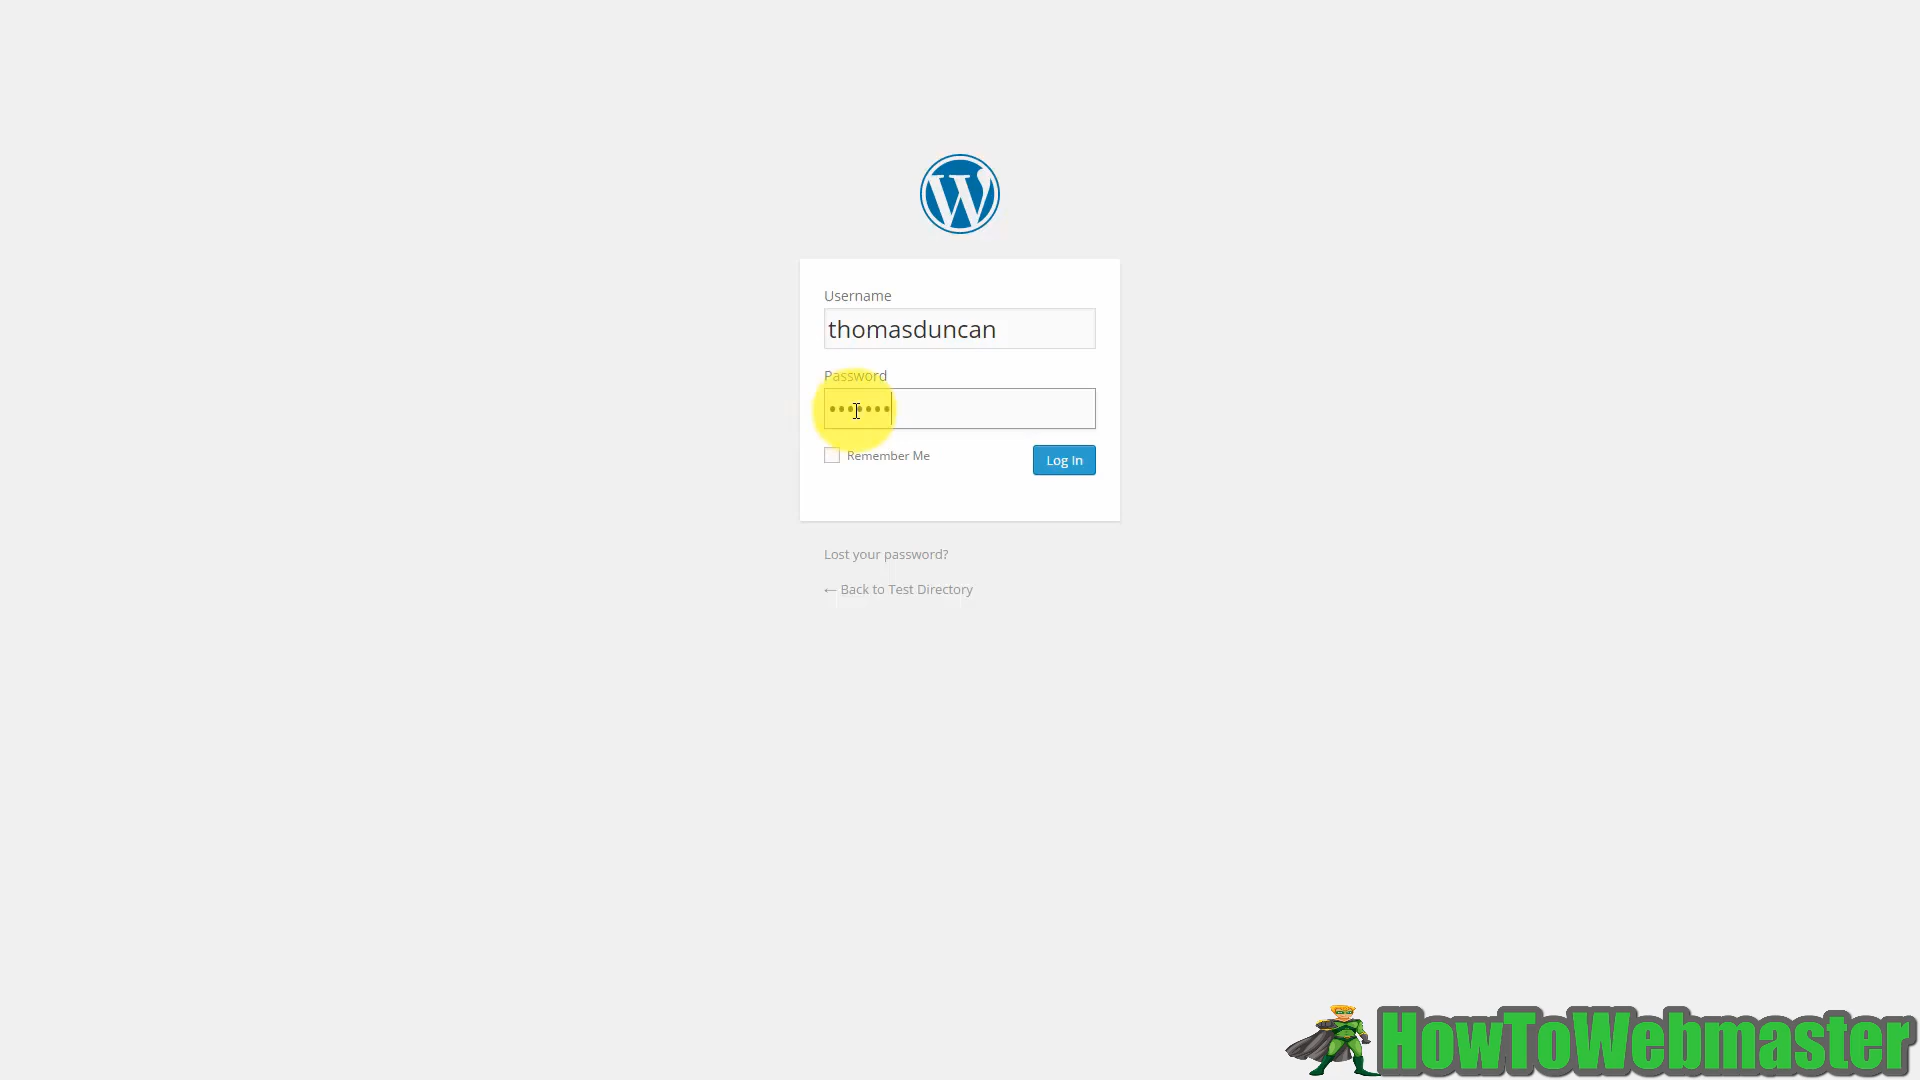 Username
thomasduncan
Password
•••••••
Remember Me
Log In
Lost your password?
← Back to Test Directory
HowToWebmaster